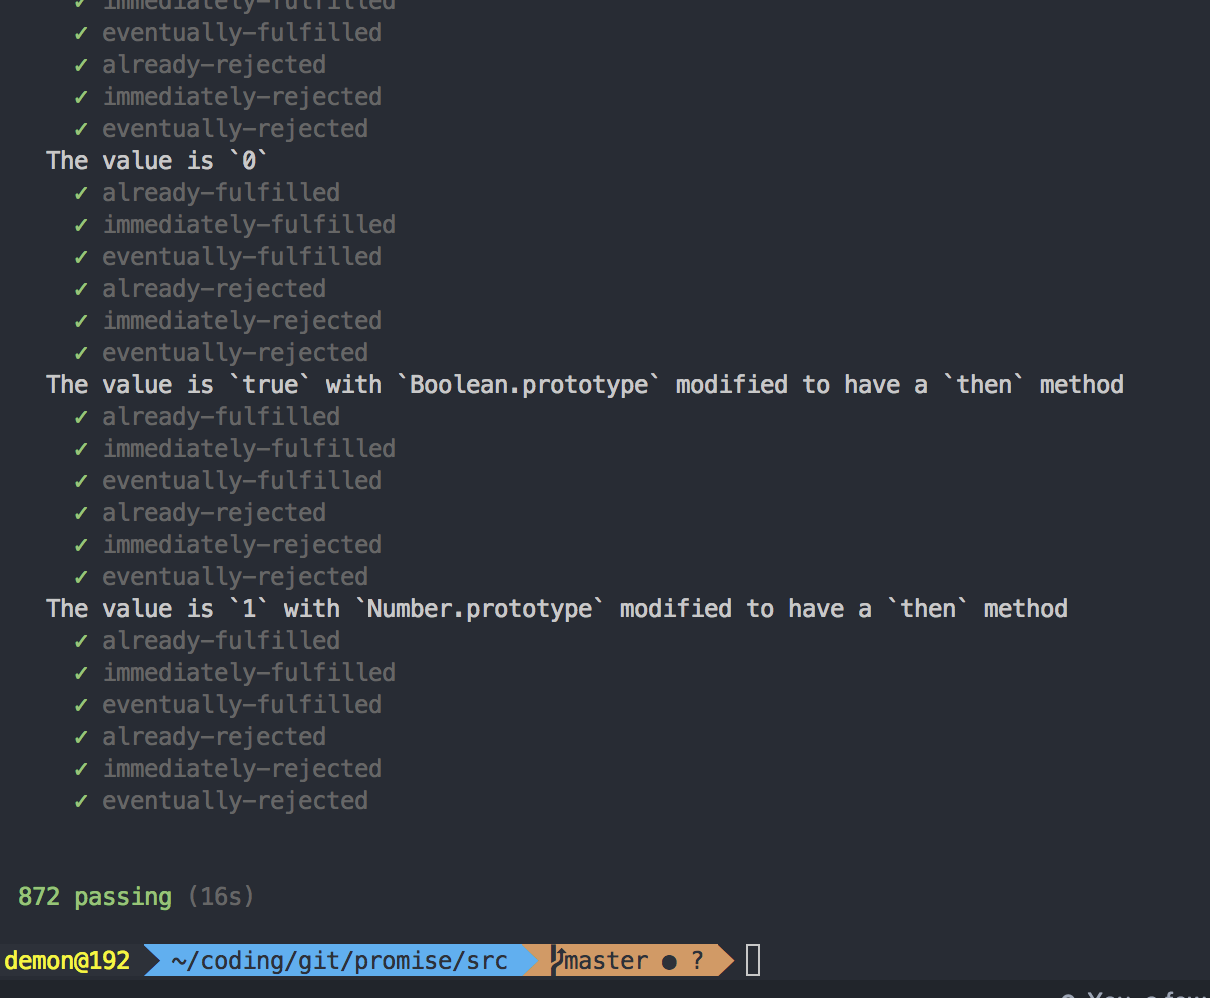 ✓ immediately-fulfilled
✓ eventually-fulfilled
✓ already-rejected
✓ immediately-rejected
✓ eventually-rejected
The value is `0`
✓ already-fulfilled
✓ immediately-fulfilled
✓ eventually-fulfilled
✓ already-rejected
✓ immediately-rejected
✓ eventually-rejected
The value is `true` with `Boolean.prototype` modified to have a `then` method
✓ already-fulfilled
✓ immediately-fulfilled
✓ eventually-fulfilled
✓ already-rejected
✓ immediately-rejected
✓ eventually-rejected
The value is `1` with `Number.prototype` modified to have a `then` method
✓ already-fulfilled
✓ immediately-fulfilled
✓ eventually-fulfilled
✓ already-rejected
✓ immediately-rejected
✓ eventually-rejected
872 passing (16s)
demon@192 ~/coding/git/promise/src master ● ?
You, a few